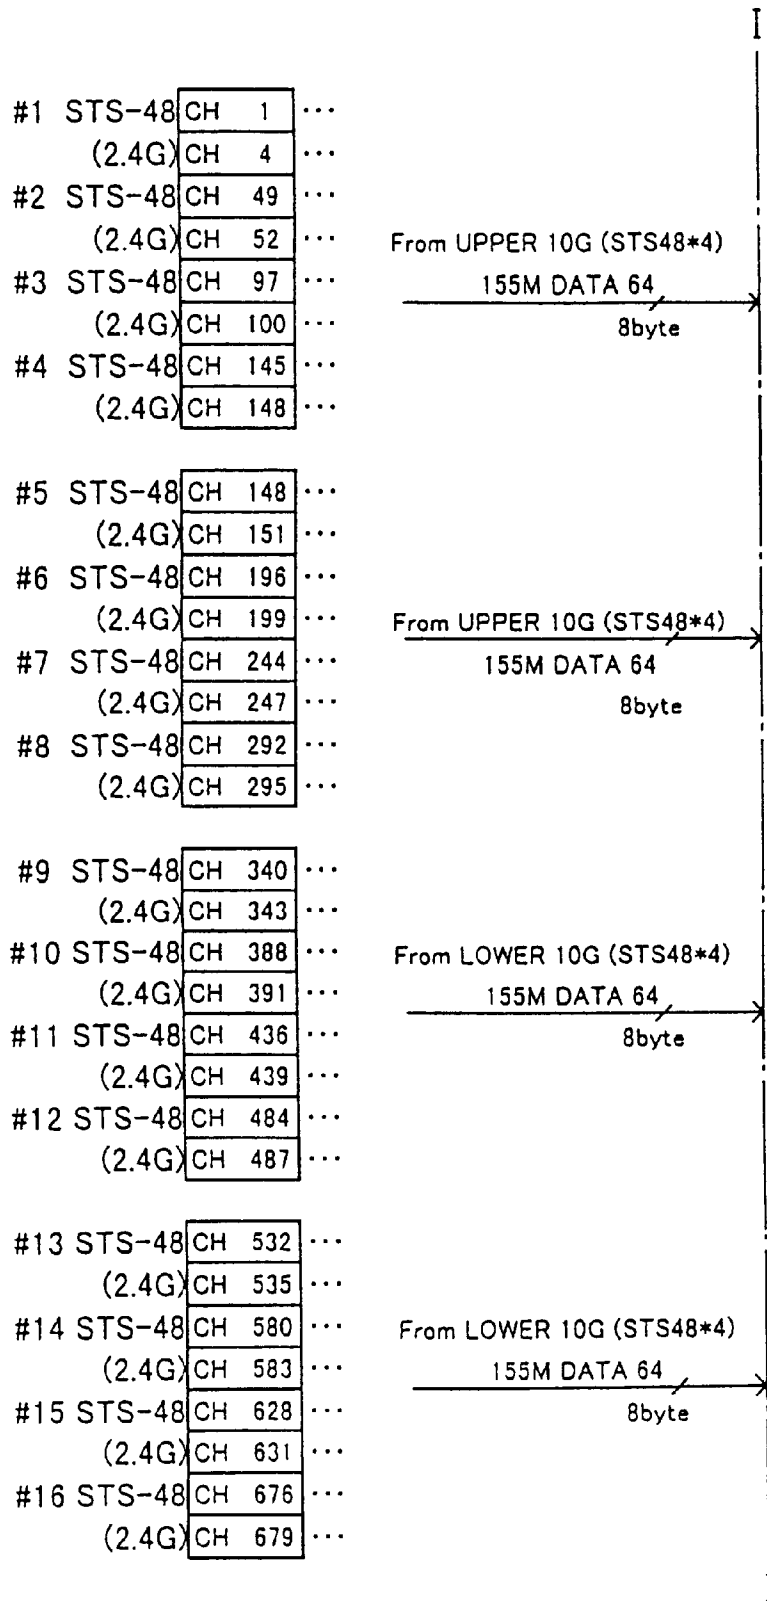 I
#1 STS-48 CH 1 ···
(2.4G) CH 4 ···
#2 STS-48 CH 49 ···
(2.4G) CH 52 ···
#3 STS-48 CH 97 ···
(2.4G) CH 100 ···
#4 STS-48 CH 145 ···
(2.4G) CH 148 ···
From UPPER 10G (STS48*4)
155M DATA 64
8byte
#5 STS-48 CH 148 ···
(2.4G) CH 151 ···
#6 STS-48 CH 196 ···
(2.4G) CH 199 ···
#7 STS-48 CH 244 ···
(2.4G) CH 247 ···
#8 STS-48 CH 292 ···
(2.4G) CH 295 ···
From UPPER 10G (STS48*4)
155M DATA 64
8byte
#9 STS-48 CH 340 ···
(2.4G) CH 343 ···
#10 STS-48 CH 388 ···
(2.4G) CH 391 ···
#11 STS-48 CH 436 ···
(2.4G) CH 439 ···
#12 STS-48 CH 484 ···
(2.4G) CH 487 ···
From LOWER 10G (STS48*4)
155M DATA 64
8byte
#13 STS-48 CH 532 ···
(2.4G) CH 535 ···
#14 STS-48 CH 580 ···
(2.4G) CH 583 ···
#15 STS-48 CH 628 ···
(2.4G) CH 631 ···
#16 STS-48 CH 676 ···
(2.4G) CH 679 ···
From LOWER 10G (STS48*4)
155M DATA 64
8byte